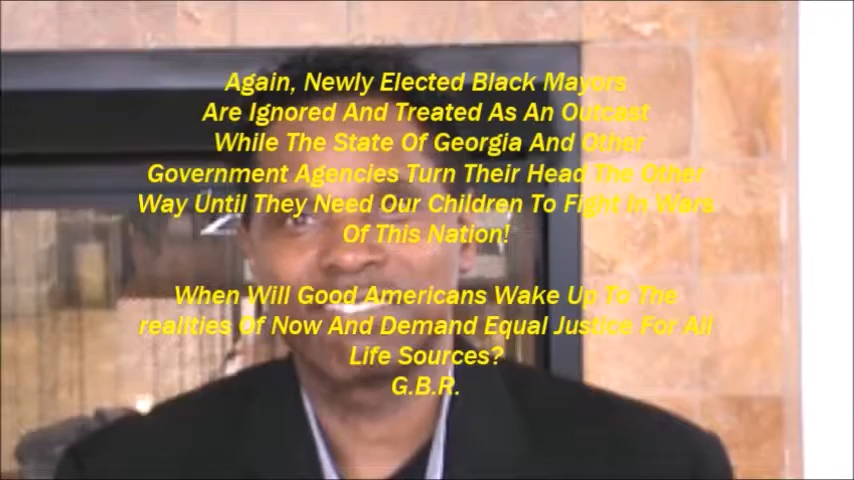 Again, Newly Elected Black Mayors
Are Ignored And Treated As An Outcast
While The State Of Georgia And Other
Government Agencies Turn Their Head The Other
Way Until They Need Our Children To Fight In Wars
Of This Nation!
When Will Good Americans Wake Up To The
realities Of Now And Demand Equal Justice For All
Life Sources?
G.B.R.